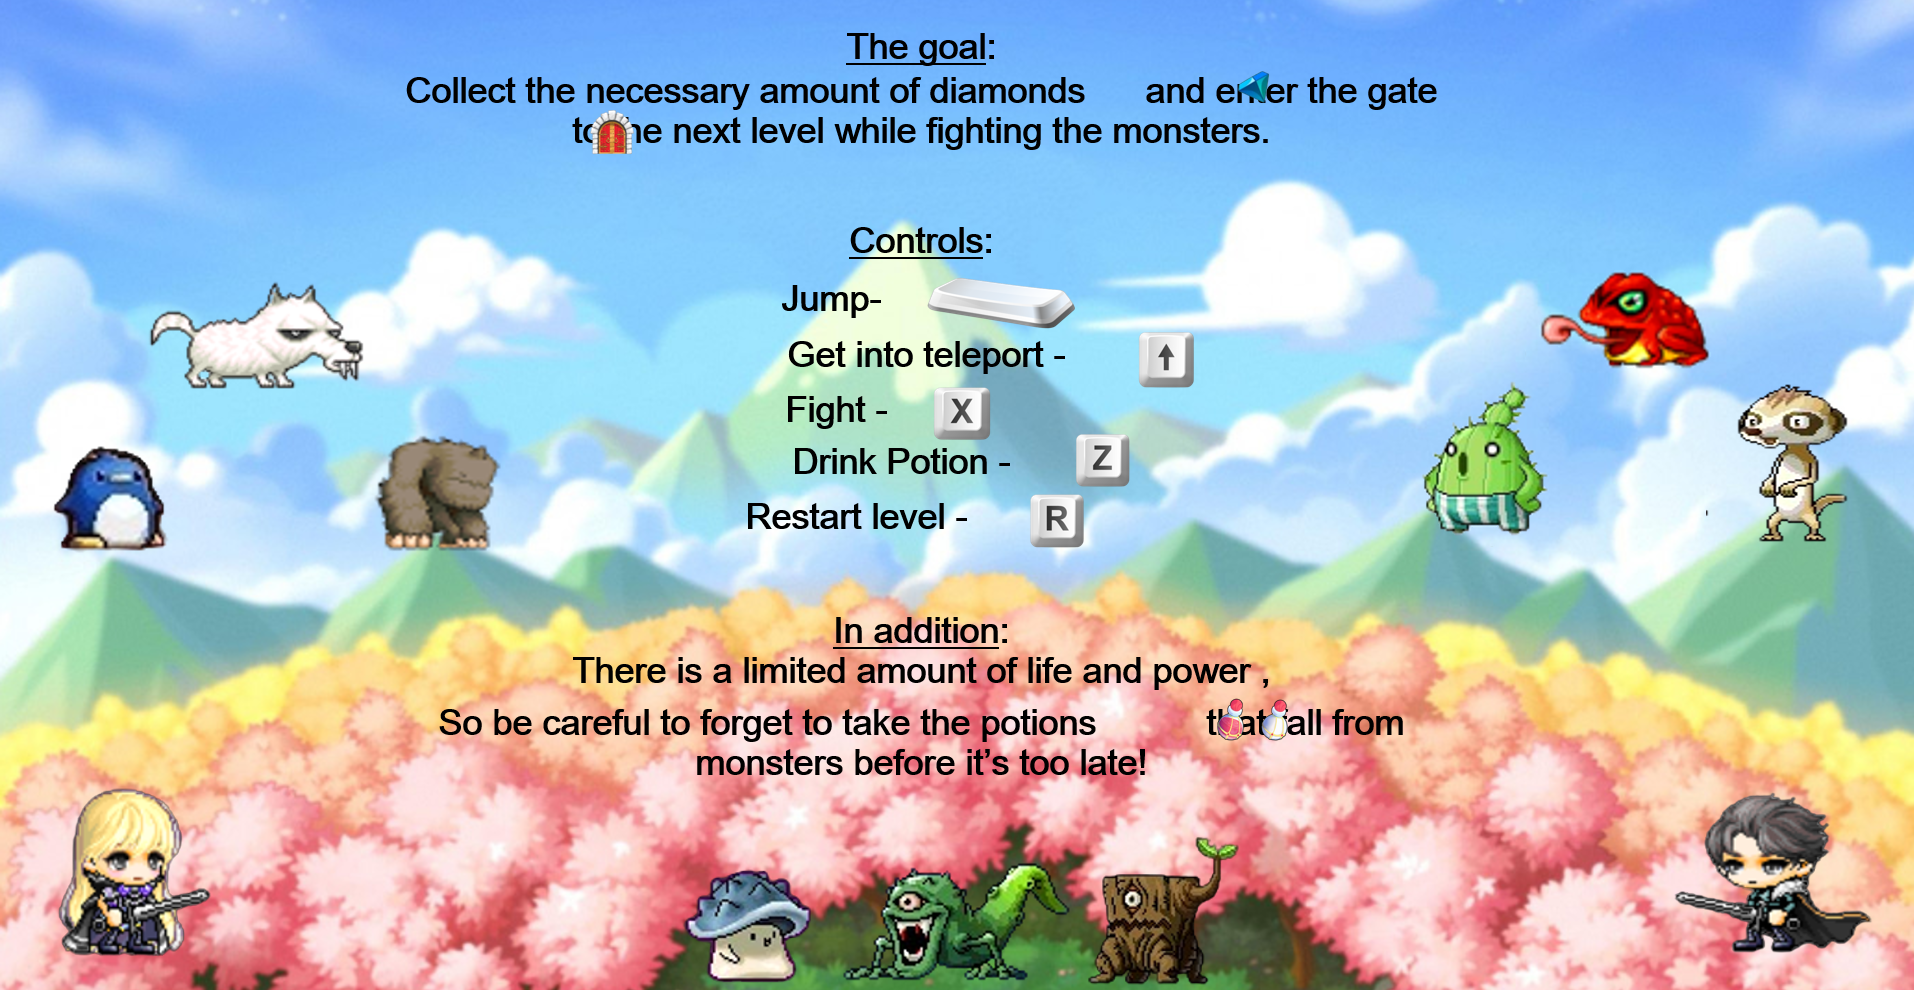 The goal:
Collect the necessary amount of diamonds and enter the gate
to the next level while fighting the monsters.
Controls:
Jump-
Get into teleport - ↑
Fight - X
Drink Potion - Z
Restart level - R
In addition:
There is a limited amount of life and power ,
So be careful to forget to take the potions that fall from
monsters before it’s too late!